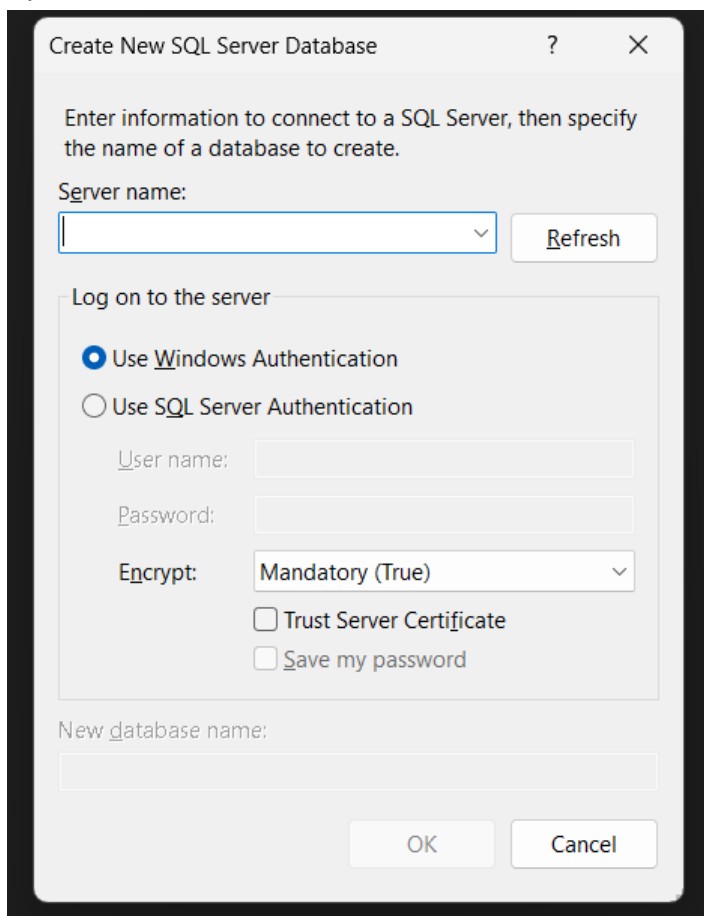 Create New SQL Server Database ? ✕
Enter information to connect to a SQL Server, then specify
the name of a database to create.
Server name:
Refresh
Log on to the server
Use Windows Authentication
Use SQL Server Authentication
User name:
Password:
Encrypt: Mandatory (True)
Trust Server Certificate
Save my password
New database name:
OK Cancel